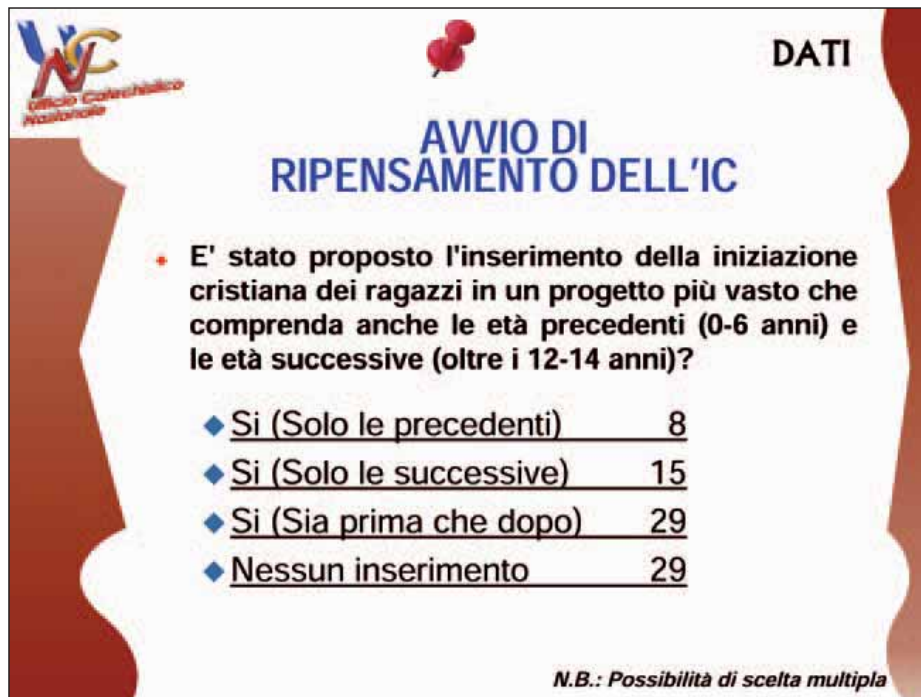 UNC
Ufficio Catechistico
Nazionale
DATI
AVVIO DI
RIPENSAMENTO DELL'IC
E' stato proposto l'inserimento della iniziazione
cristiana dei ragazzi in un progetto più vasto che
comprenda anche le età precedenti (0-6 anni) e
le età successive (oltre i 12-14 anni)?
Si (Solo le precedenti) 8
Si (Solo le successive) 15
Si (Sia prima che dopo) 29
Nessun inserimento 29
N.B.: Possibilità di scelta multipla